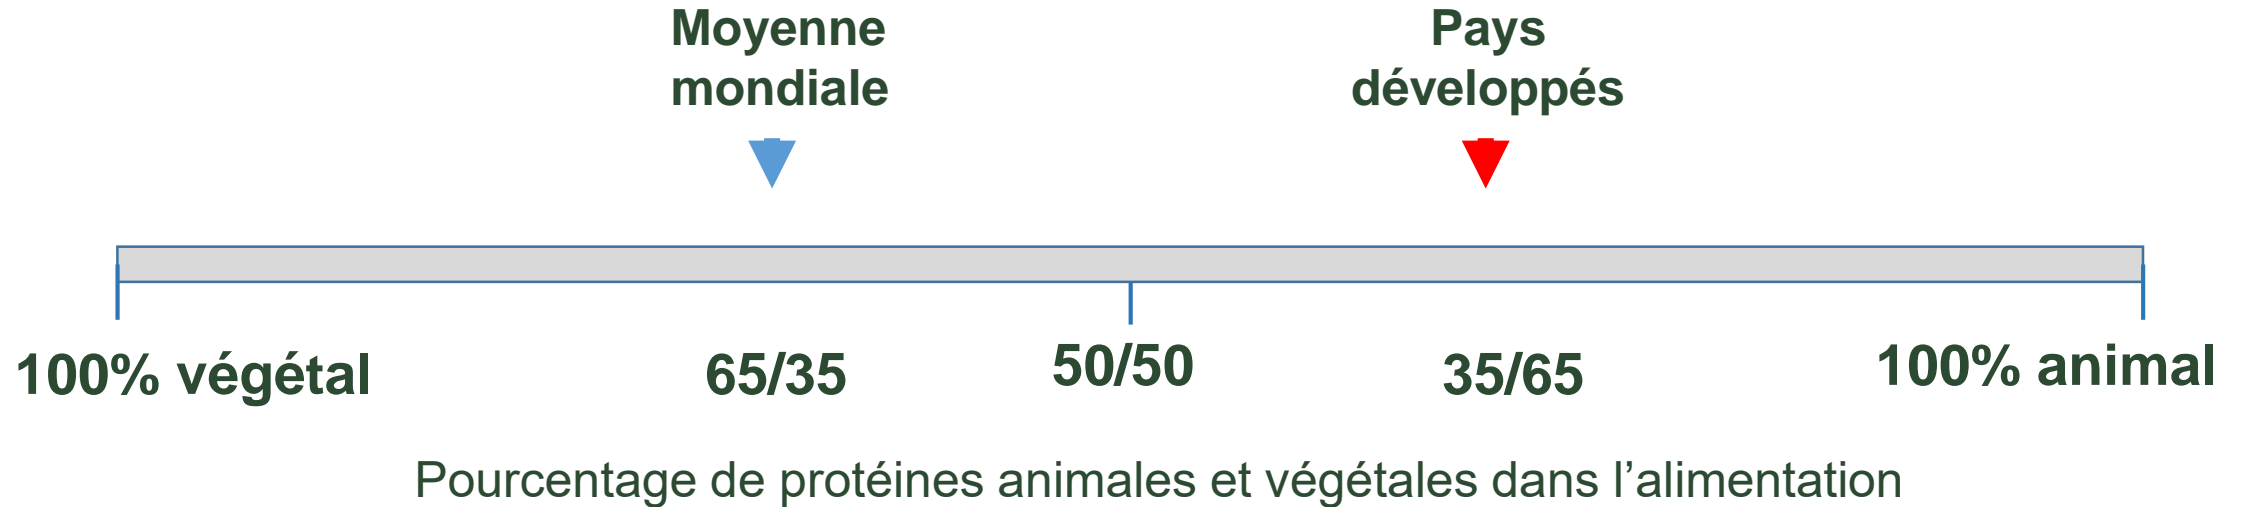 Moyenne
mondiale
Pays
développés
100% végétal
65/35
50/50
35/65
100% animal
Pourcentage de protéines animales et végétales dans l’alimentation